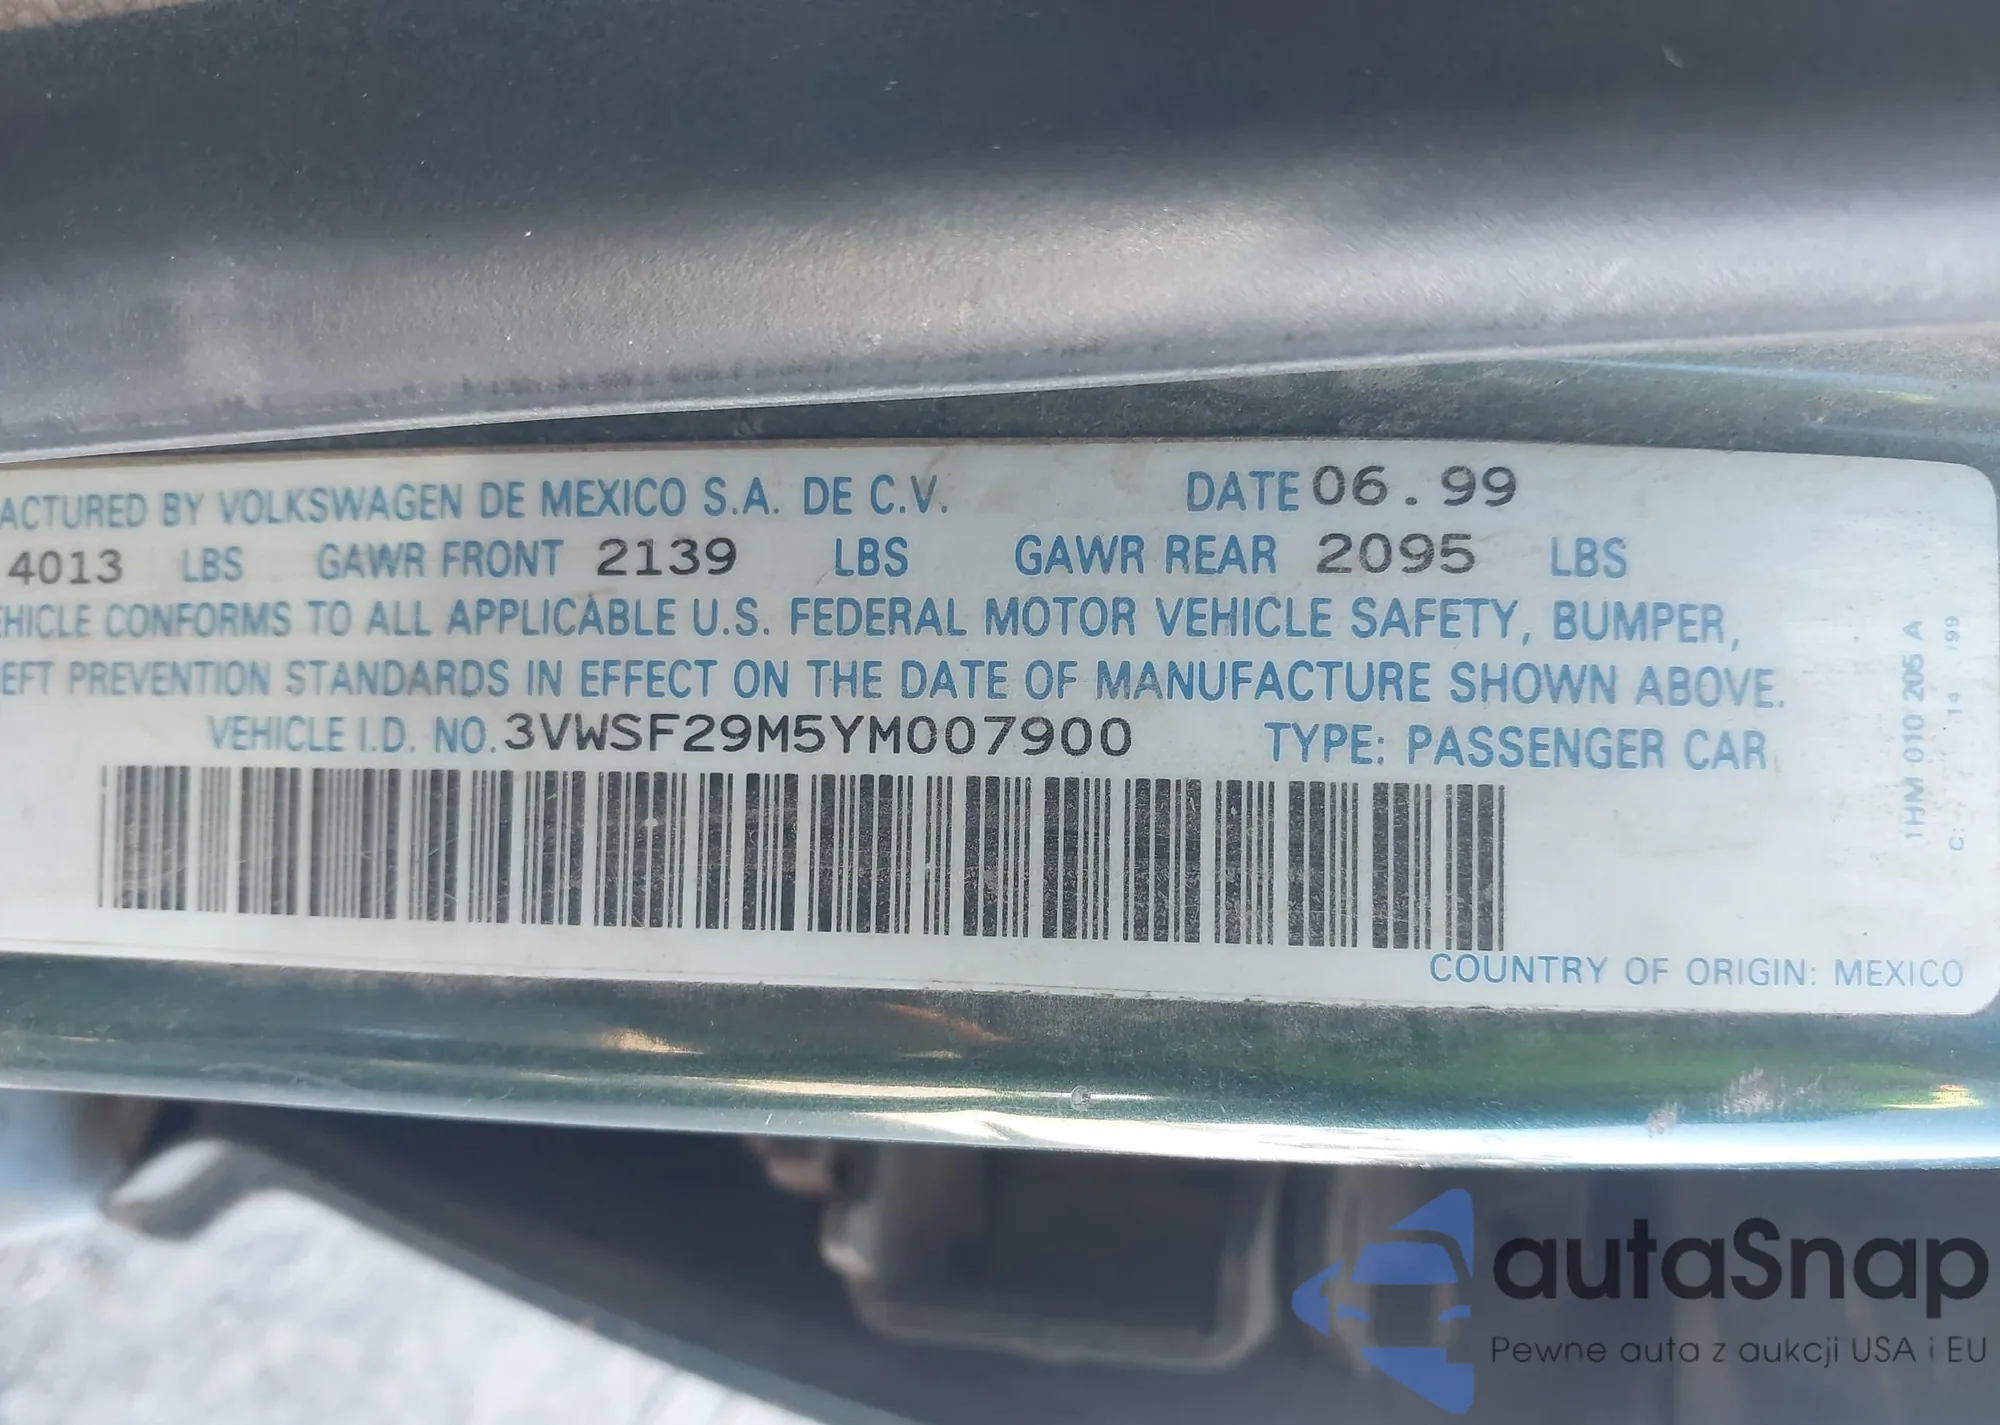 ACTURED BY VOLKSWAGEN DE MEXICO S.A. DE C.V. DATE 06.99
4013 LBS GAWR FRONT 2139 LBS GAWR REAR 2095 LBS
EHICLE CONFORMS TO ALL APPLICABLE U.S. FEDERAL MOTOR VEHICLE SAFETY, BUMPER,
EFT PREVENTION STANDARDS IN EFFECT ON THE DATE OF MANUFACTURE SHOWN ABOVE.
VEHICLE I.D. NO. 3VWSF29M5YM007900 TYPE: PASSENGER CAR
1HM 010 205 A
C: 14 /99
COUNTRY OF ORIGIN: MEXICO
autaSnap
Pewne auta z aukcji USA i EU